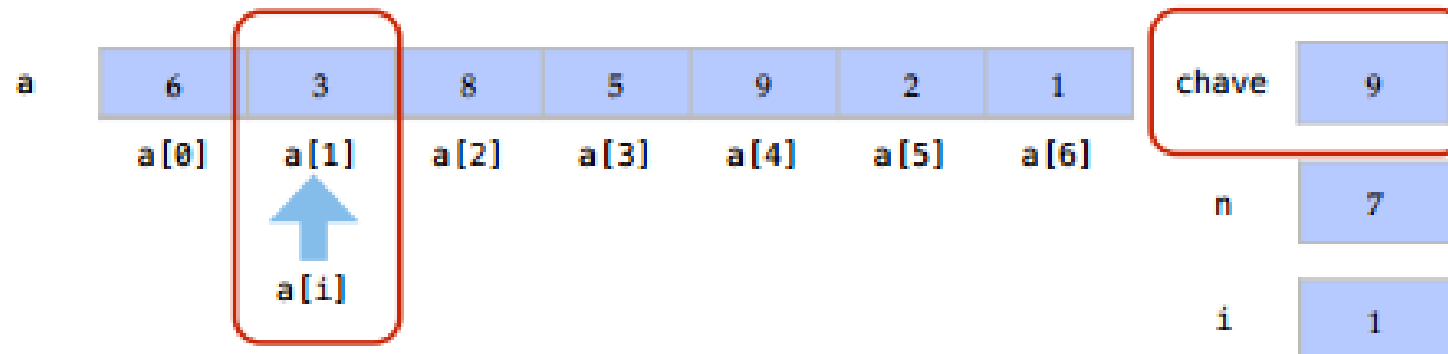 a 6 3 8 5 9 2 1 chave 9
a[0] a[1] a[2] a[3] a[4] a[5] a[6]
n 7
a[i]
i 1